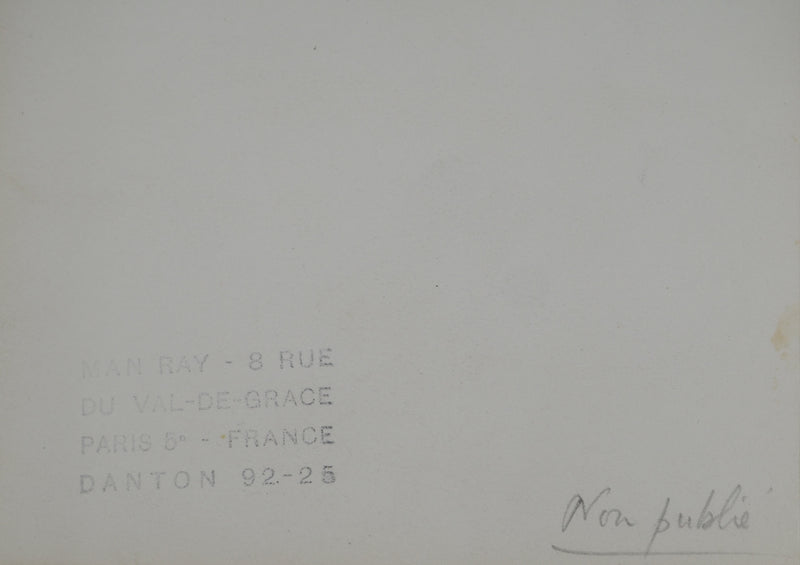 MAN RAY - 8 RUE
DU VAL-DE-GRACE
PARIS 5e - FRANCE
DANTON 92-25
Non publié